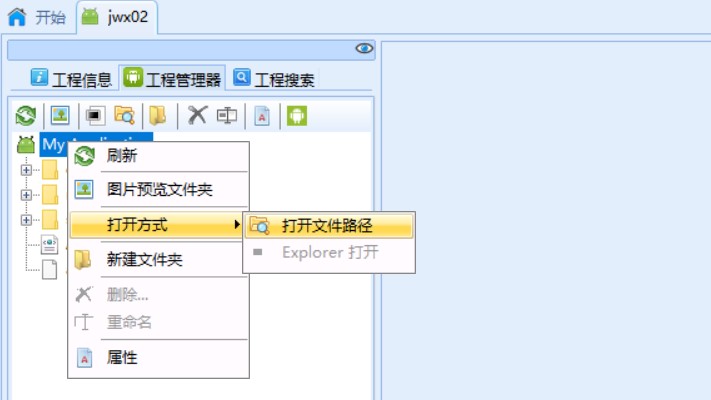 开始
jwx02
工程信息
工程管理器
工程搜索
My
刷新
图片预览文件夹
打开方式
打开文件路径
Explorer 打开
新建文件夹
删除...
重命名
属性